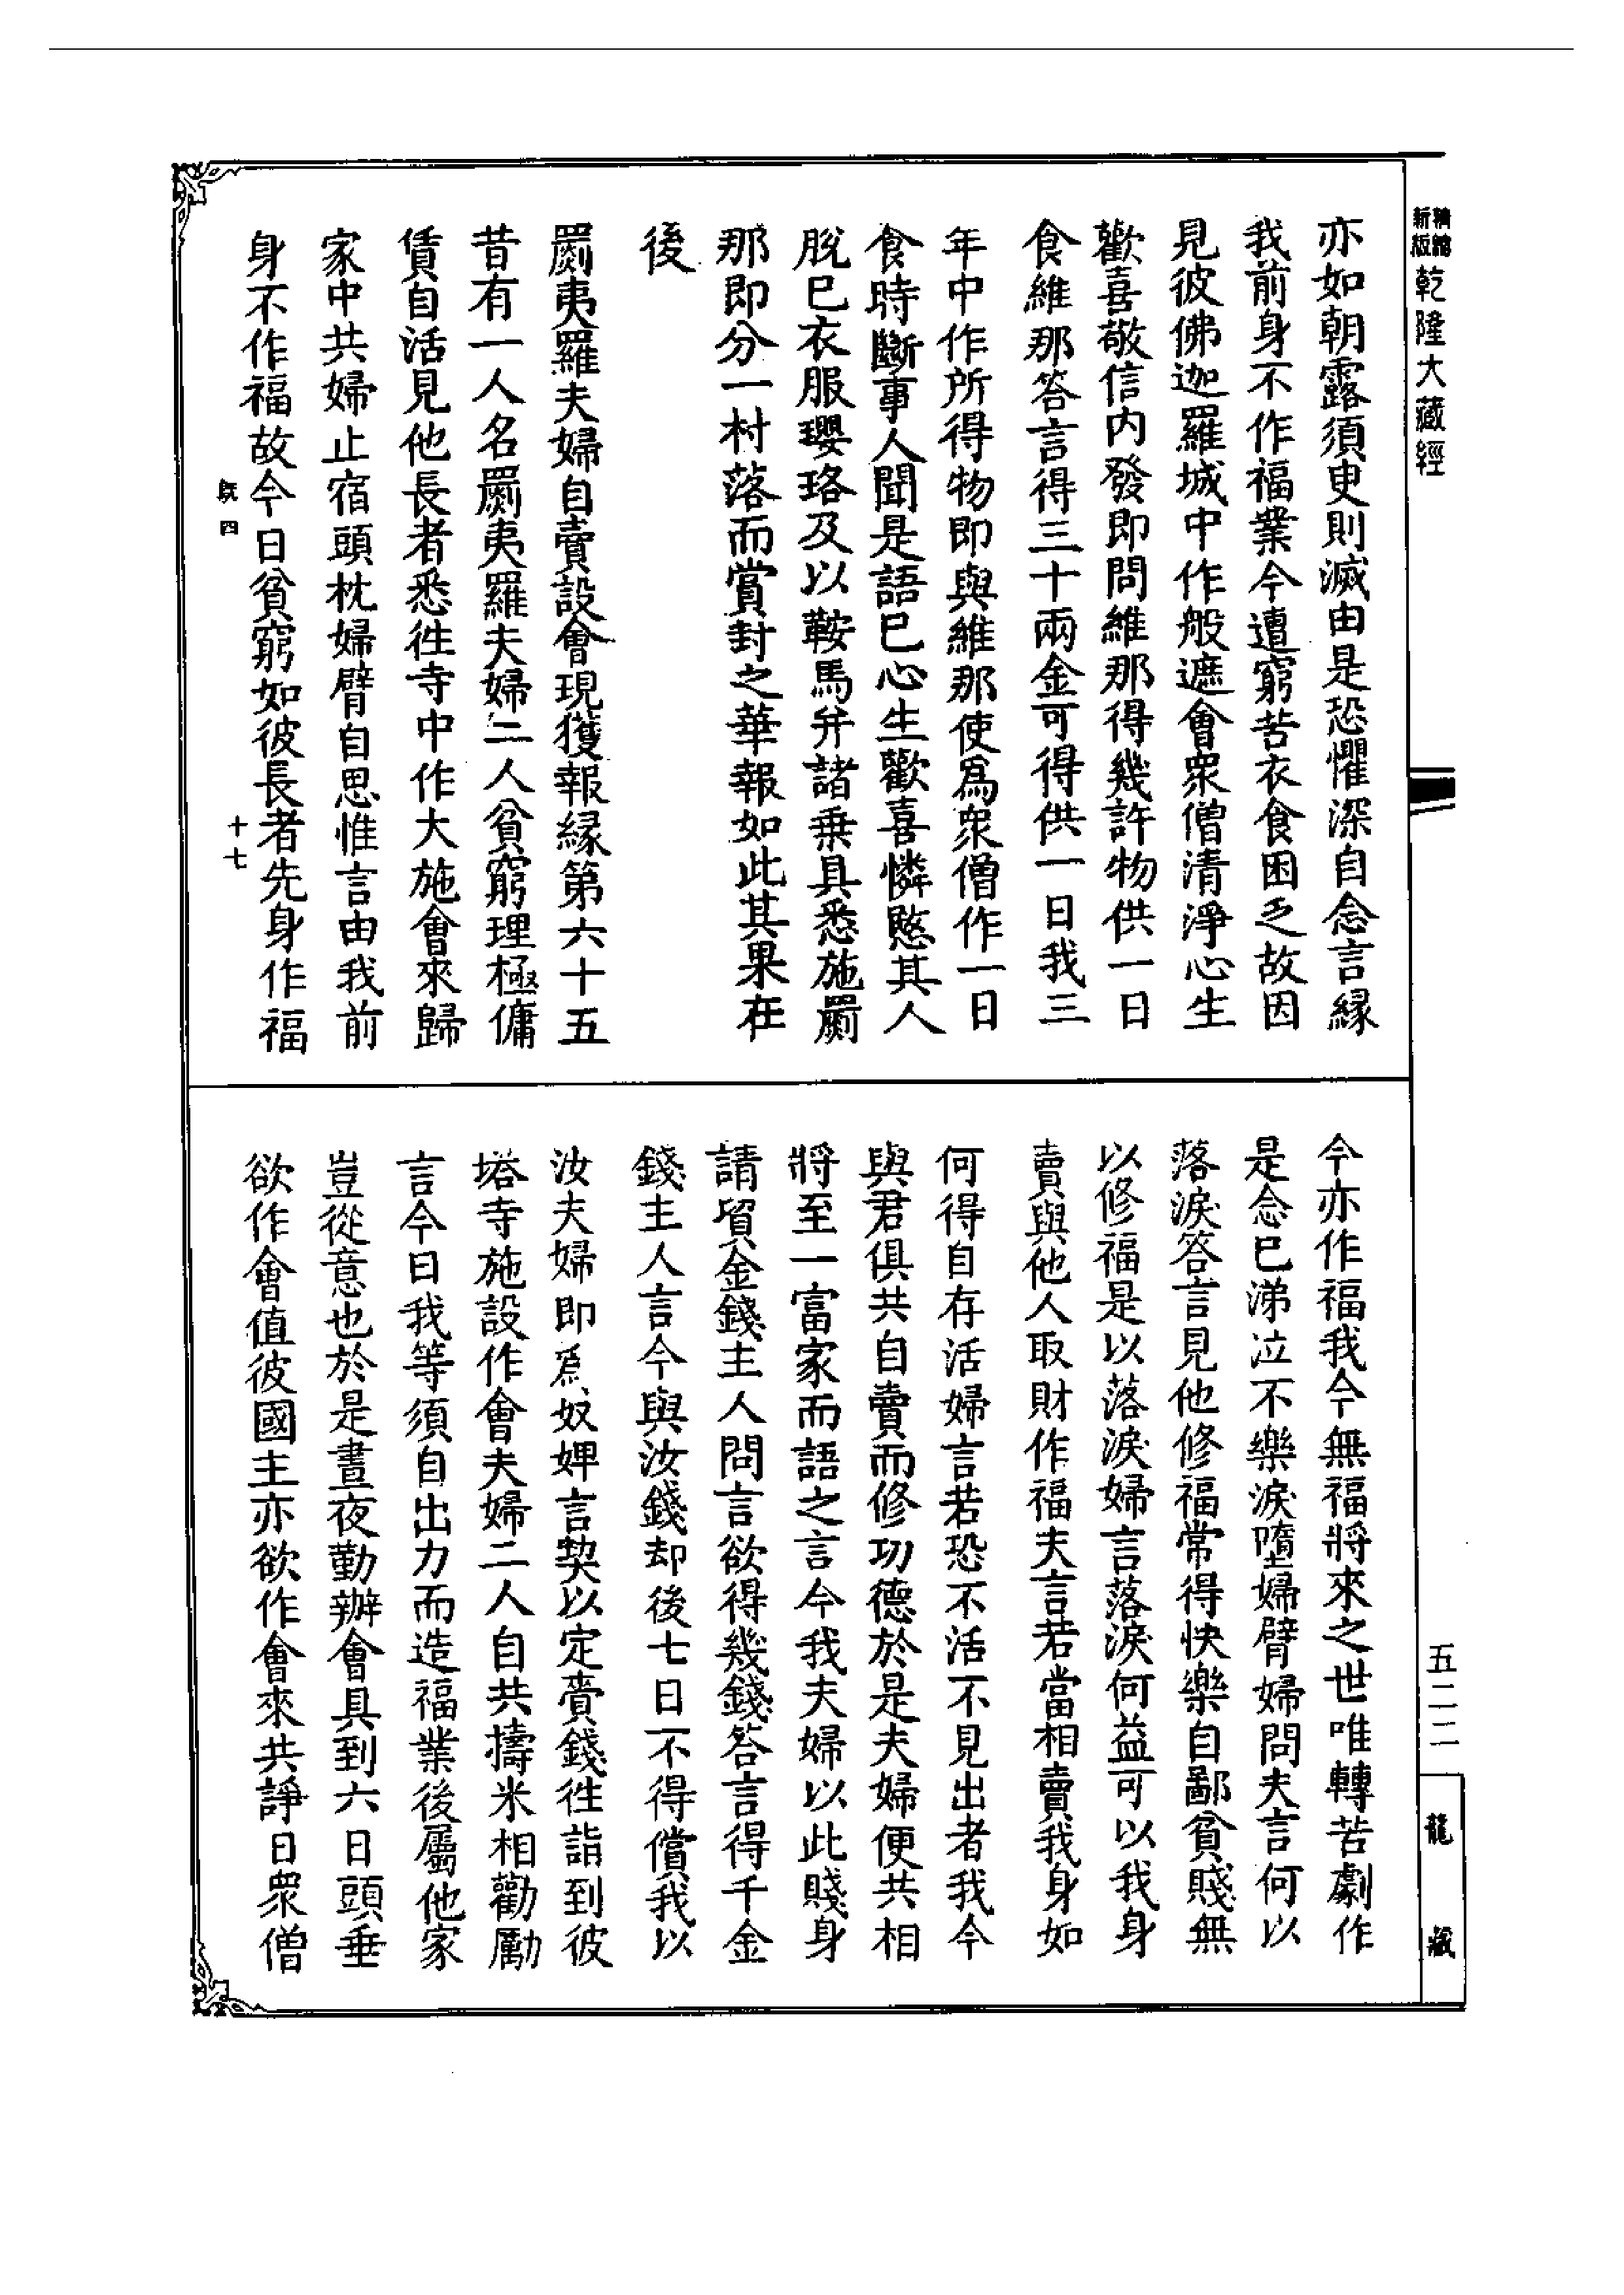 新版
精縮
乾隆大藏經
亦如朝露須臾則滅由是恐懼深自念言緣
我前身不作福業今遭窮苦衣食困乏故因
見彼佛迦羅城中作般遮會眾僧清淨心生
歡喜敬信內發即問維那得幾許物供一日
食維那答言得三十兩金可得供一日我三
年中作所得物即與維那使為眾僧作一日
食時斷事人聞是語已心生歡喜憐愍其人
脫已衣服瓔珞及以鞍馬并諸乘具悉施罽
那即分一村落而賞封之華報如此其果在
後
罽夷羅夫婦自賣設會現獲報緣第六十五
昔有一人名罽夷羅夫婦二人貧窮理極傭
賃自活見他長者悉往寺中作大施會來歸
家中共婦止宿頭枕婦臂自思惟言由我前
身不作福故今日貧窮如彼長者先身作福
四
十七
今亦作福我今無福將來之世唯轉苦劇作
是念已涕泣不樂淚墮婦臂婦問夫言何以
落淚答言見他修福常得快樂自鄙貧賤無
以修福是以落淚婦言落淚何益可以我身
賣與他人取財作福夫言若當相賣我身如
何得自存活婦言若恐不活不見出者我今
與君俱共自賣而修功德於是夫婦便共相
將至一富家而語之言今我夫婦以此賤身
請貿金錢主人問言欲得幾錢答言得千金
錢主人言今與汝錢却後七日不得償我以
汝夫婦即為奴婢言契以定賷錢往詣到彼
塔寺施設作會夫婦二人自共擣米相勸勵
言今日我等須自出力而造福業後屬他家
豈從意也於是晝夜勤辦會具到六日頭垂
欲作會值彼國主亦欲作會來共諍日眾僧
五二二
龍藏